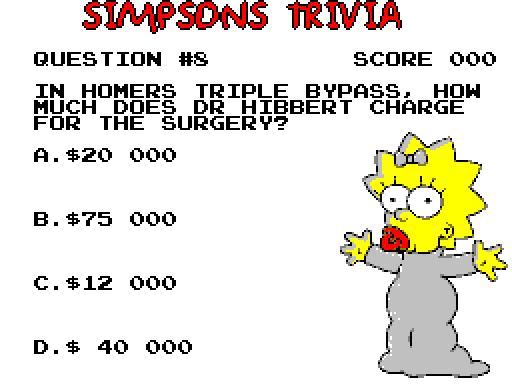 SIMPSONS TRIVIA
QUESTION #8 SCORE 000
IN HOMERS TRIPLE BYPASS, HOW
MUCH DOES DR HIBBERT CHARGE
FOR THE SURGERY?
A.$20 000
B.$75 000
C.$12 000
D.$ 40 000